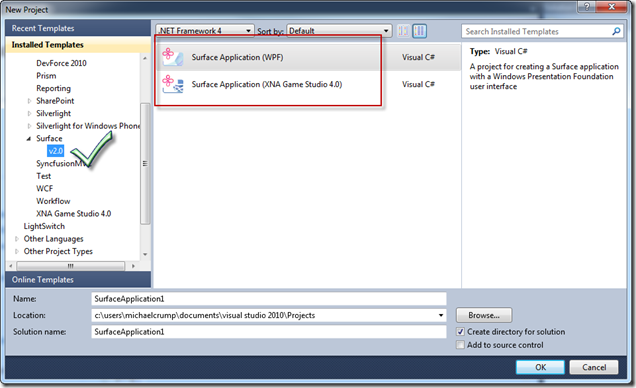 New Project
Recent Templates
Installed Templates
DevForce 2010
Prism
Reporting
SharePoint
Silverlight
Silverlight for Windows Phone
Surface
v2.0
SyncfusionM
Test
WCF
Workflow
XNA Game Studio 4.0
LightSwitch
Other Languages
Other Project Types
Online Templates
.NET Framework 4
Sort by:
Default
Search Installed Templates
Surface Application (WPF)
Visual C#
Surface Application (XNA Game Studio 4.0)
Visual C#
Type: Visual C#
A project for creating a Surface application
with a Windows Presentation Foundation
user interface
Name:
SurfaceApplication1
Location:
c:\users\michaelcrump\documents\visual studio 2010\Projects
Browse...
Solution name:
SurfaceApplication1
Create directory for solution
Add to source control
OK
Cancel